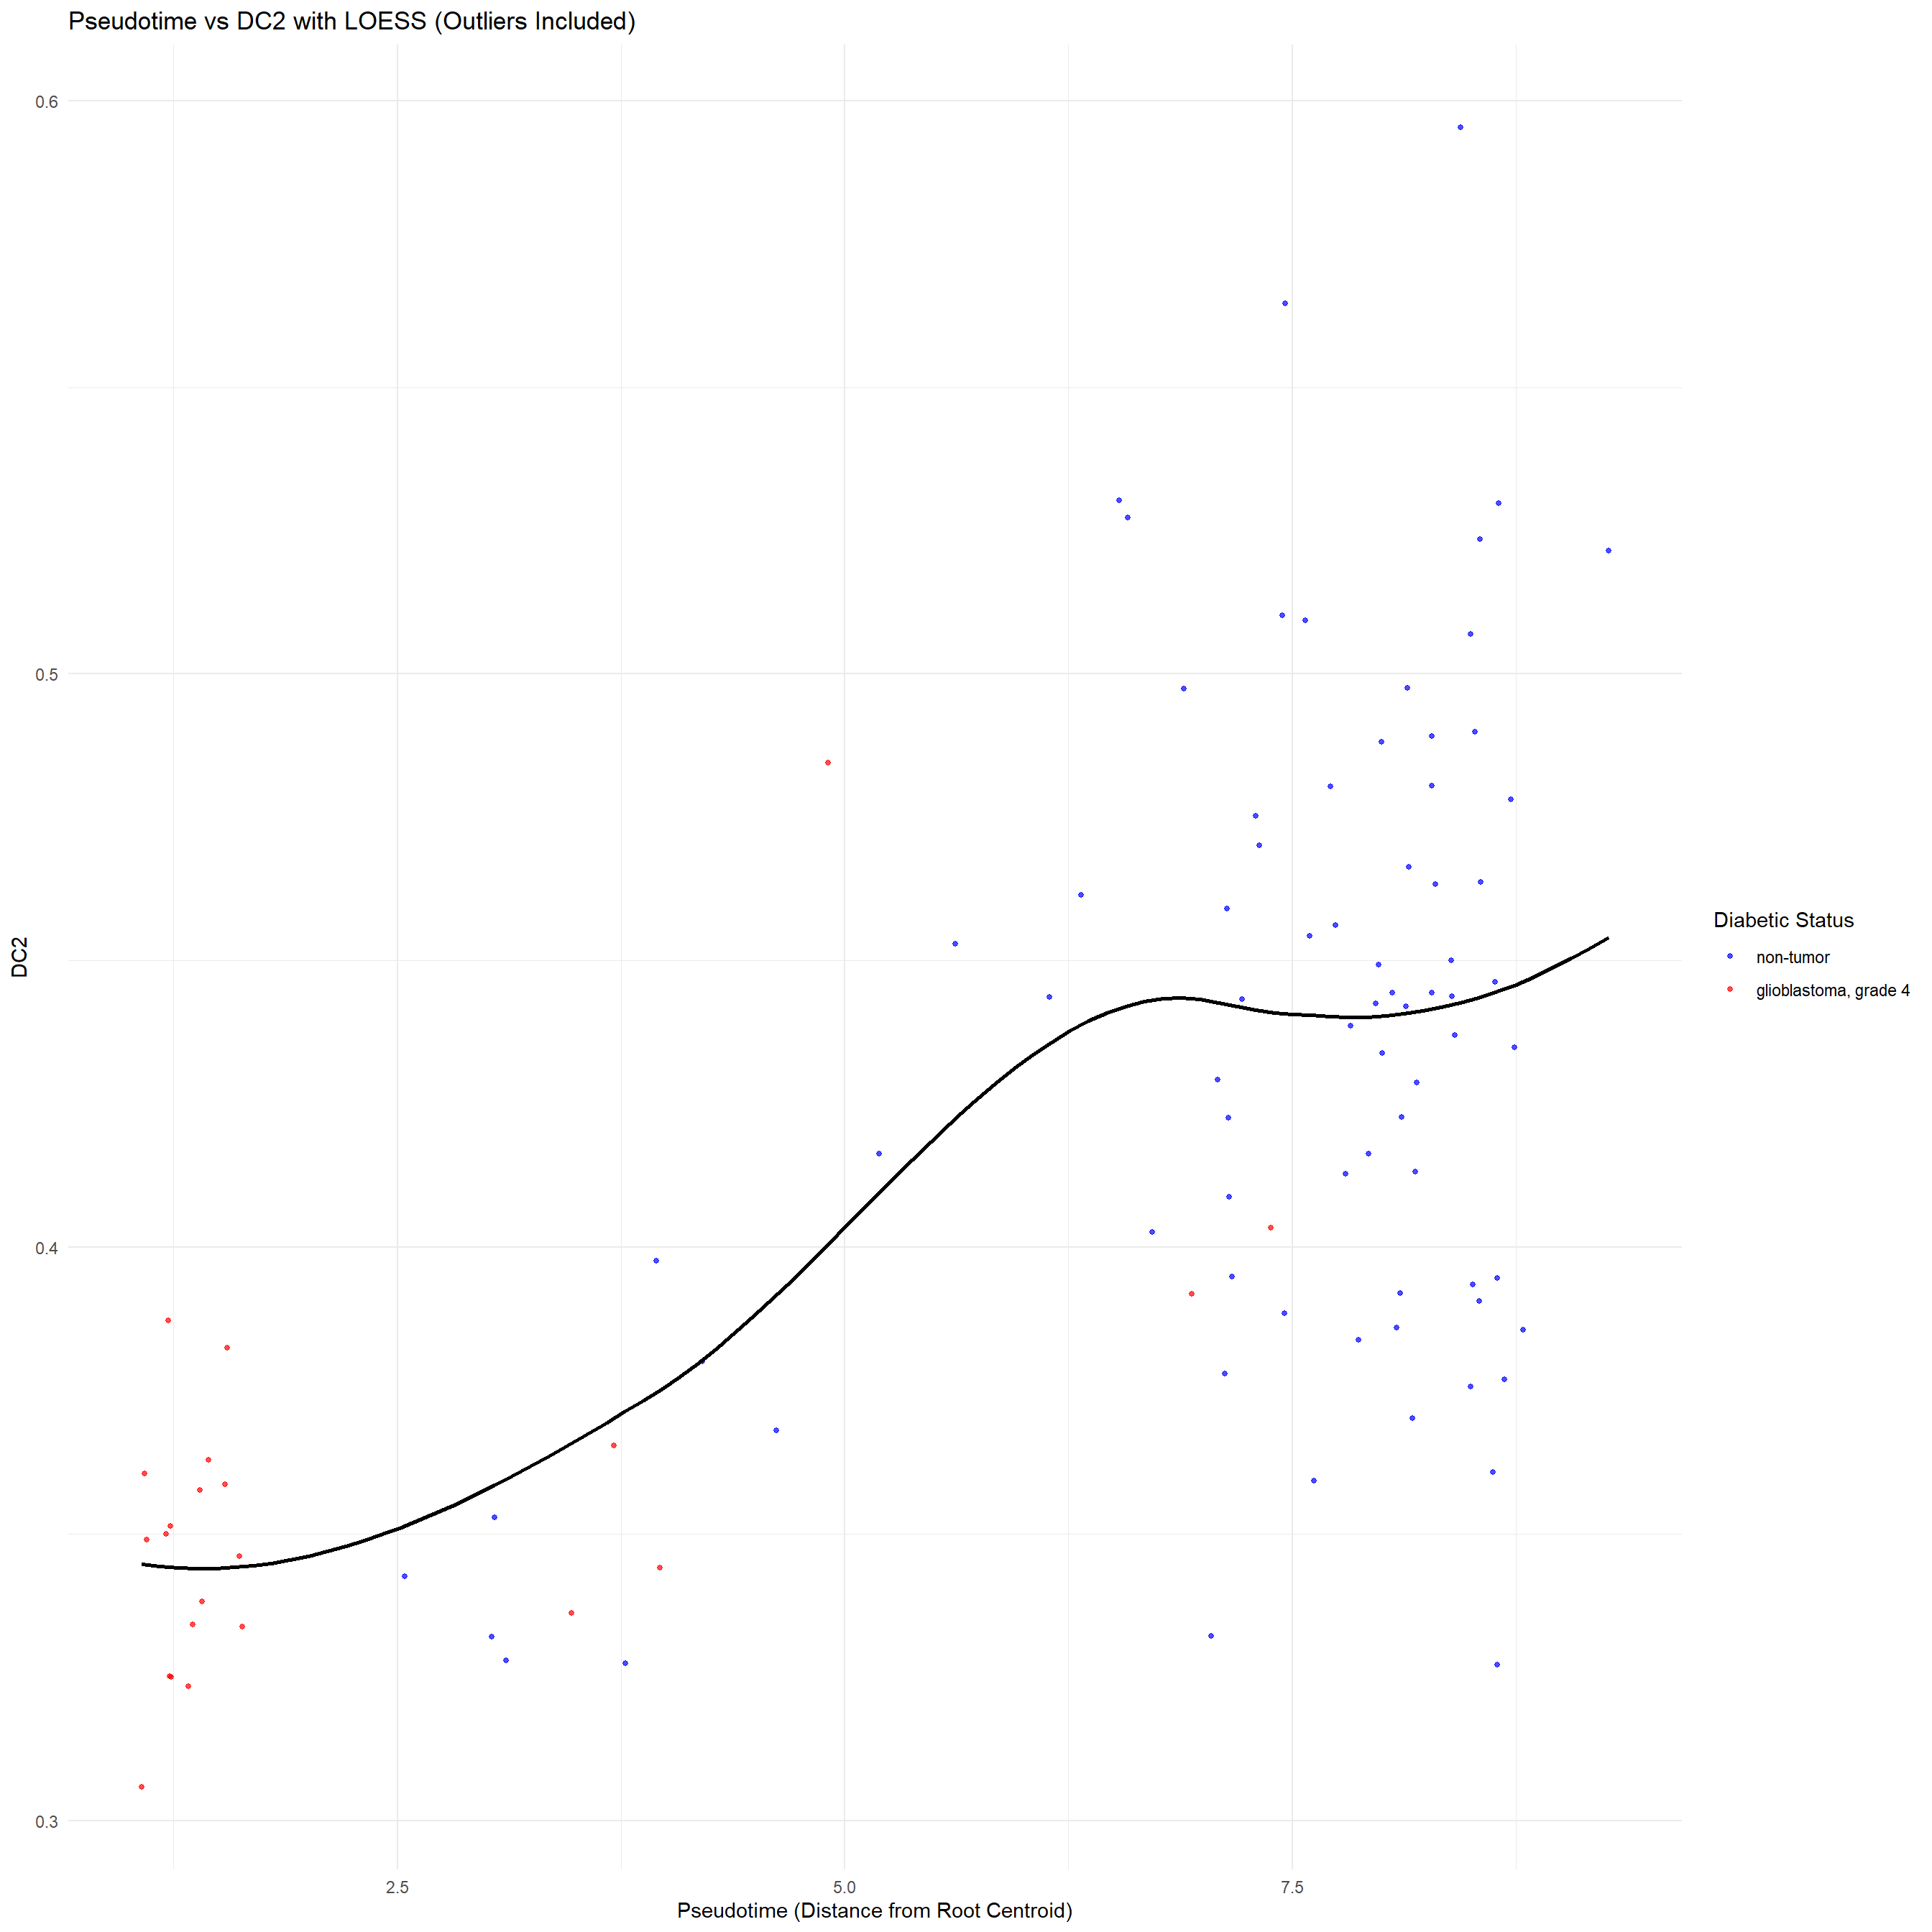 Pseudotime vs DC2 with LOESS (Outliers Included)
0.6
0.5
0.4
0.3
DC2
2.5
5.0
7.5
Pseudotime (Distance from Root Centroid)
Diabetic Status
non-tumor
glioblastoma, grade 4